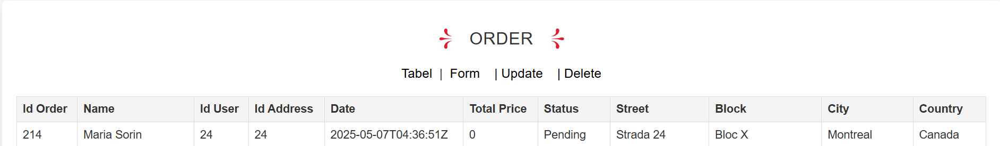 ORDER
Tabel | Form | Update | Delete
Id Order Name Id User Id Address Date Total Price Status Street Block City Country
214 Maria Sorin 24 24 2025-05-07T04:36:51Z 0 Pending Strada 24 Bloc X Montreal Canada